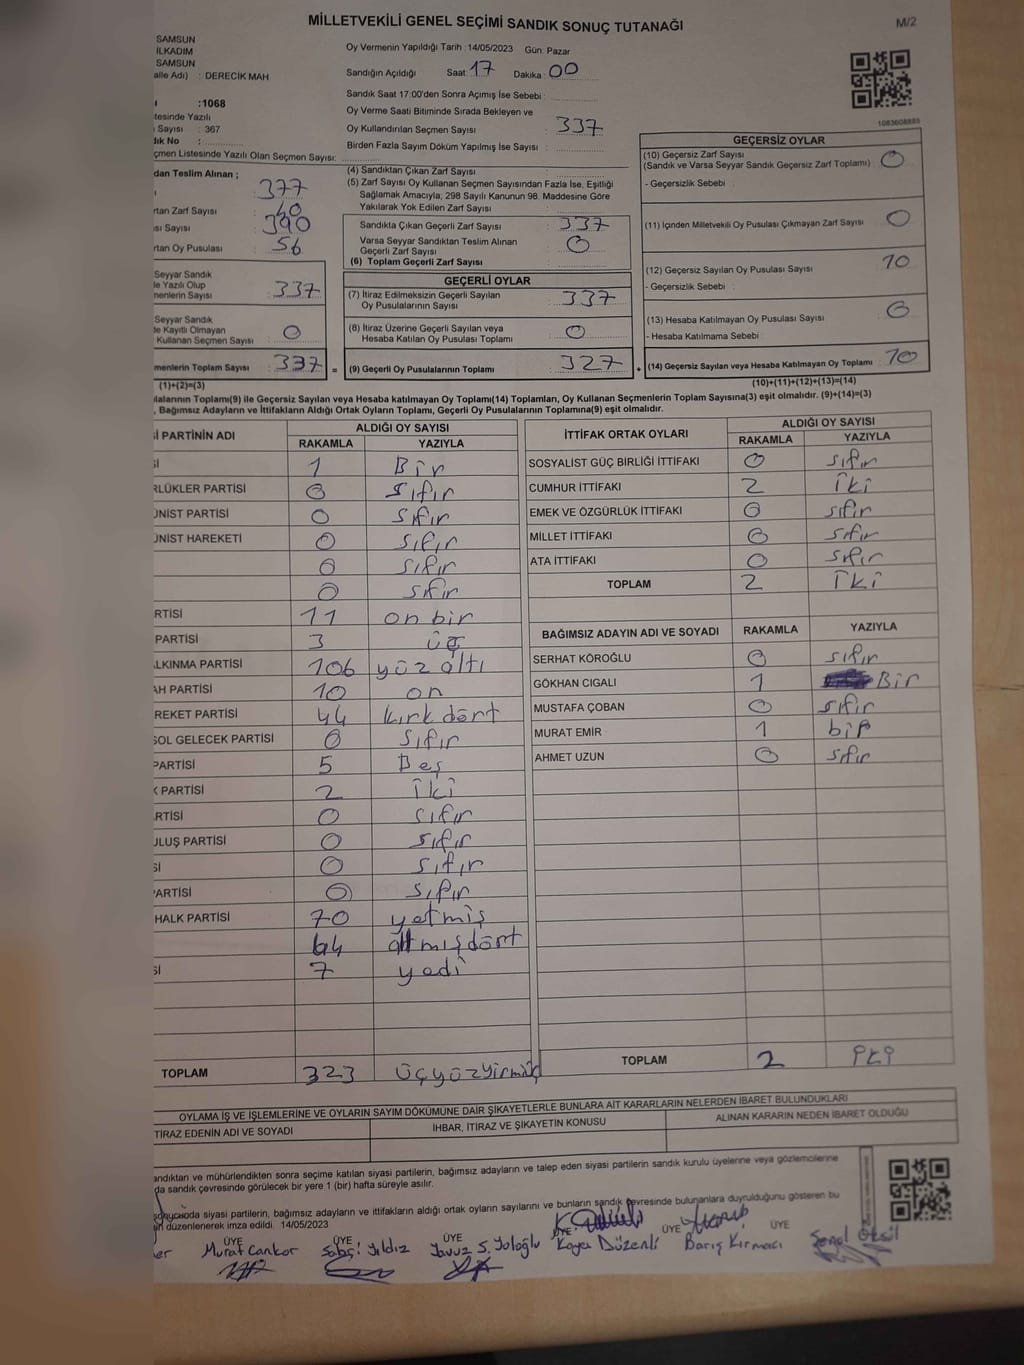 MİLLETVEKİLİ GENEL SEÇİMİ SANDIK SONUÇ TUTANAĞI
M/2
SAMSUN
İLKADIM
SAMSUN
alle Adı) : DERECİK MAH
:1068
tesinde Yazılı
Sayısı : 367
dık No :
çmen Listesinde Yazılı Olan Seçmen Sayısı:
dan Teslim Alınan ;
377
rtan Zarf Sayısı 40
sı Sayısı 390
rtan Oy Pusulası 56
Seyyar Sandık
de Yazılı Olup
menlerin Sayısı : 337
Seyyar Sandık
de Kayıtlı Olmayan
Kullanan Seçmen Sayısı : 0
menlerin Toplam Sayısı : 337
(1)+(2)=(3)
Oy Vermenin Yapıldığı Tarih : 14/05/2023 Gün: Pazar
Sandığın Açıldığı Saat: 17 Dakika : 00
Sandık Saat 17:00'den Sonra Açımış İse Sebebi :
Oy Verme Saati Bitiminde Sırada Bekleyen ve
Oy Kullandırılan Seçmen Sayısı : 337
Birden Fazla Sayım Döküm Yapılmış İse Sayısı :
(4) Sandıktan Çıkan Zarf Sayısı :
(5) Zarf Sayısı Oy Kullanan Seçmen Sayısından Fazla İse, Eşitliği
Sağlamak Amacıyla; 298 Sayılı Kanunun 98. Maddesine Göre
Yakılarak Yok Edilen Zarf Sayısı :
Sandıkta Çıkan Geçerli Zarf Sayısı : 337
Varsa Seyyar Sandıktan Teslim Alınan
Geçerli Zarf Sayısı : 0
(6) Toplam Geçerli Zarf Sayısı :
GEÇERLİ OYLAR
(7) İtiraz Edilmeksizin Geçerli Sayılan
Oy Pusulalarının Sayısı : 337
(8) İtiraz Üzerine Geçerli Sayılan veya
Hesaba Katılan Oy Pusulası Toplamı : 0
= (9) Geçerli Oy Pusulalarının Toplamı : 327
1083608885
GEÇERSİZ OYLAR
(10) Geçersiz Zarf Sayısı
(Sandık ve Varsa Seyyar Sandık Geçersiz Zarf Toplamı) : 0
- Geçersizlik Sebebi :
(11) İçinden Milletvekili Oy Pusulası Çıkmayan Zarf Sayısı : 0
(12) Geçersiz Sayılan Oy Pusulası Sayısı : 10
- Geçersizlik Sebebi :
(13) Hesaba Katılmayan Oy Pusulası Sayısı : 0
- Hesaba Katılmama Sebebi :
+ (14) Geçersiz Sayılan veya Hesaba Katılmayan Oy Toplamı : 10
(10)+(11)+(12)+(13)=(14)
ılalarının Toplamı(9) ile Geçersiz Sayılan veya Hesaba katılmayan Oy Toplamı(14) Toplamları, Oy Kullanan Seçmenlerin Toplam Sayısına(3) eşit olmalıdır. (9)+(14)=(3)
, Bağımsız Adayların ve İttifakların Aldığı Ortak Oyların Toplamı, Geçerli Oy Pusulalarının Toplamına(9) eşit olmalıdır.
İ PARTİNİN ADI ALDIĞI OY SAYISI
RAKAMLA YAZIYLA
Sİ 1 Bir
RLÜKLER PARTİSİ 0 sıfır
ÜNİST PARTİSİ 0 sıfır
ÜNİST HAREKETİ 0 sıfır
0 sıfır
0 sıfır
RTİSİ 11 on bir
PARTİSİ 3 üç
LKINMA PARTİSİ 106 yüz altı
AH PARTİSİ 10 on
REKET PARTİSİ 44 kırk dört
SOL GELECEK PARTİSİ 0 sıfır
PARTİSİ 5 Beş
K PARTİSİ 2 iki
RTİSİ 0 sıfır
ULUŞ PARTİSİ 0 sıfır
Sİ 0 sıfır
PARTİSİ 0 sıfır
HALK PARTİSİ 70 yetmiş
64 altmışdört
Sİ 7 yedi
TOPLAM 323 üçyüzyirmiüç
İTTİFAK ORTAK OYLARI ALDIĞI OY SAYISI
RAKAMLA YAZIYLA
SOSYALİST GÜÇ BİRLİĞİ İTTİFAKI 0 sıfır
CUMHUR İTTİFAKI 2 iki
EMEK VE ÖZGÜRLÜK İTTİFAKI 0 sıfır
MİLLET İTTİFAKI 0 sıfır
ATA İTTİFAKI 0 sıfır
TOPLAM 2 iki
BAĞIMSIZ ADAYIN ADI VE SOYADI RAKAMLA YAZIYLA
SERHAT KÖROĞLU 0 sıfır
GÖKHAN CIGALI 1 Bir
MUSTAFA ÇOBAN 0 sıfır
MURAT EMİR 1 bir
AHMET UZUN 0 sıfır
TOPLAM 2 iki
OYLAMA İŞ VE İŞLEMLERİNE VE OYLARIN SAYIM DÖKÜMÜNE DAİR ŞİKAYETLERLE BUNLARA AİT KARARLARIN NELERDEN İBARET BULUNDUKLARI
TİRAZ EDENİN ADI VE SOYADI İHBAR, İTİRAZ VE ŞİKAYETİN KONUSU ALINAN KARARIN NEDEN İBARET OLDUĞU
andıktan ve mühürlendikten sonra seçime katılan siyasi partilerin, bağımsız adayların ve talep eden siyasi partilerin sandık kurulu üyelerine veya gözlemcilerine
da sandık çevresinde görülecek bir yere 1 (bir) hafta süreyle asılır.
siyasi partilerin, bağımsız adayların ve ittifakların aldığı ortak oyların sayılarını ve bunların sandık çevresinde bulunanlara duyrulduğunu gösteren bu
düzenlenerek imza edildi. 14/05/2023
ÜYE ÜYE ÜYE ÜYE ÜYE ÜYE
Murat Cankor Yıldız Yavuz S. Yoloğlu Kaya Düzenli Barış Kırmacı